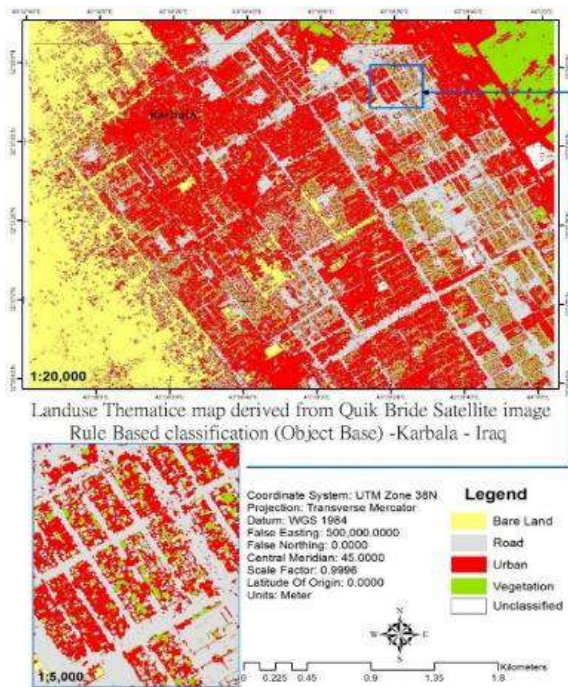 Karbala
1:20,000
Landuse Thematice map derived from Quik Bride Satellite image
Rule Based classification (Object Base) -Karbala - Iraq
1:5,000
Coordinate System: UTM Zone 38N
Projection: Transverse Mercator
Datum: WGS 1984
False Easting: 500,000.0000
False Northing: 0.0000
Central Meridian: 45.0000
Scale Factor: 0.9996
Latitude Of Origin: 0.0000
Units: Meter
Legend
Bare Land
Road
Urban
Vegetation
Unclassified
N
W E
S
Kilometers
0 0.225 0.45 0.9 1.35 1.8